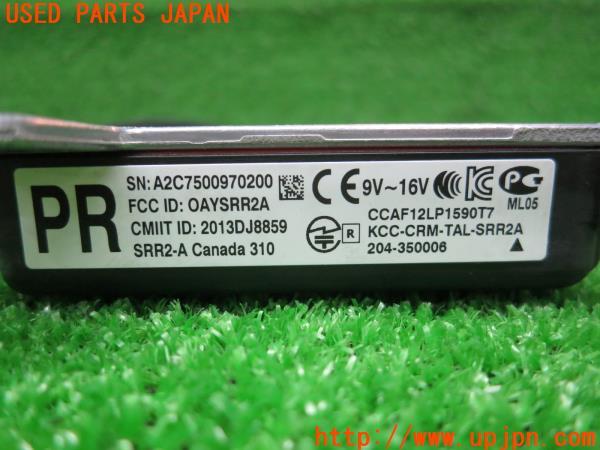 USED PARTS JAPAN
PR
SN: A2C7500970200
FCC ID: OAYSRR2A
CMIIT ID: 2013DJ8859
SRR2-A Canada 310
CE 9V~16V
R
CCAF12LP1590T7
KCC-CRM-TAL-SRR2A
204-350006
ML05
http://www.upjpn.com/